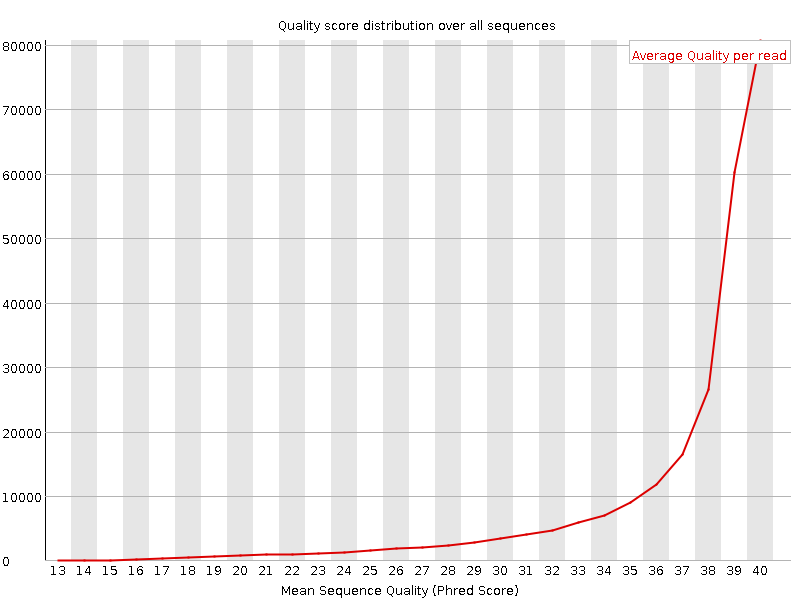 Quality score distribution over all sequences
Average Quality per read
80000
70000
60000
50000
40000
30000
20000
10000
0
13 14 15 16 17 18 19 20 21 22 23 24 25 26 27 28 29 30 31 32 33 34 35 36 37 38 39 40
Mean Sequence Quality (Phred Score)